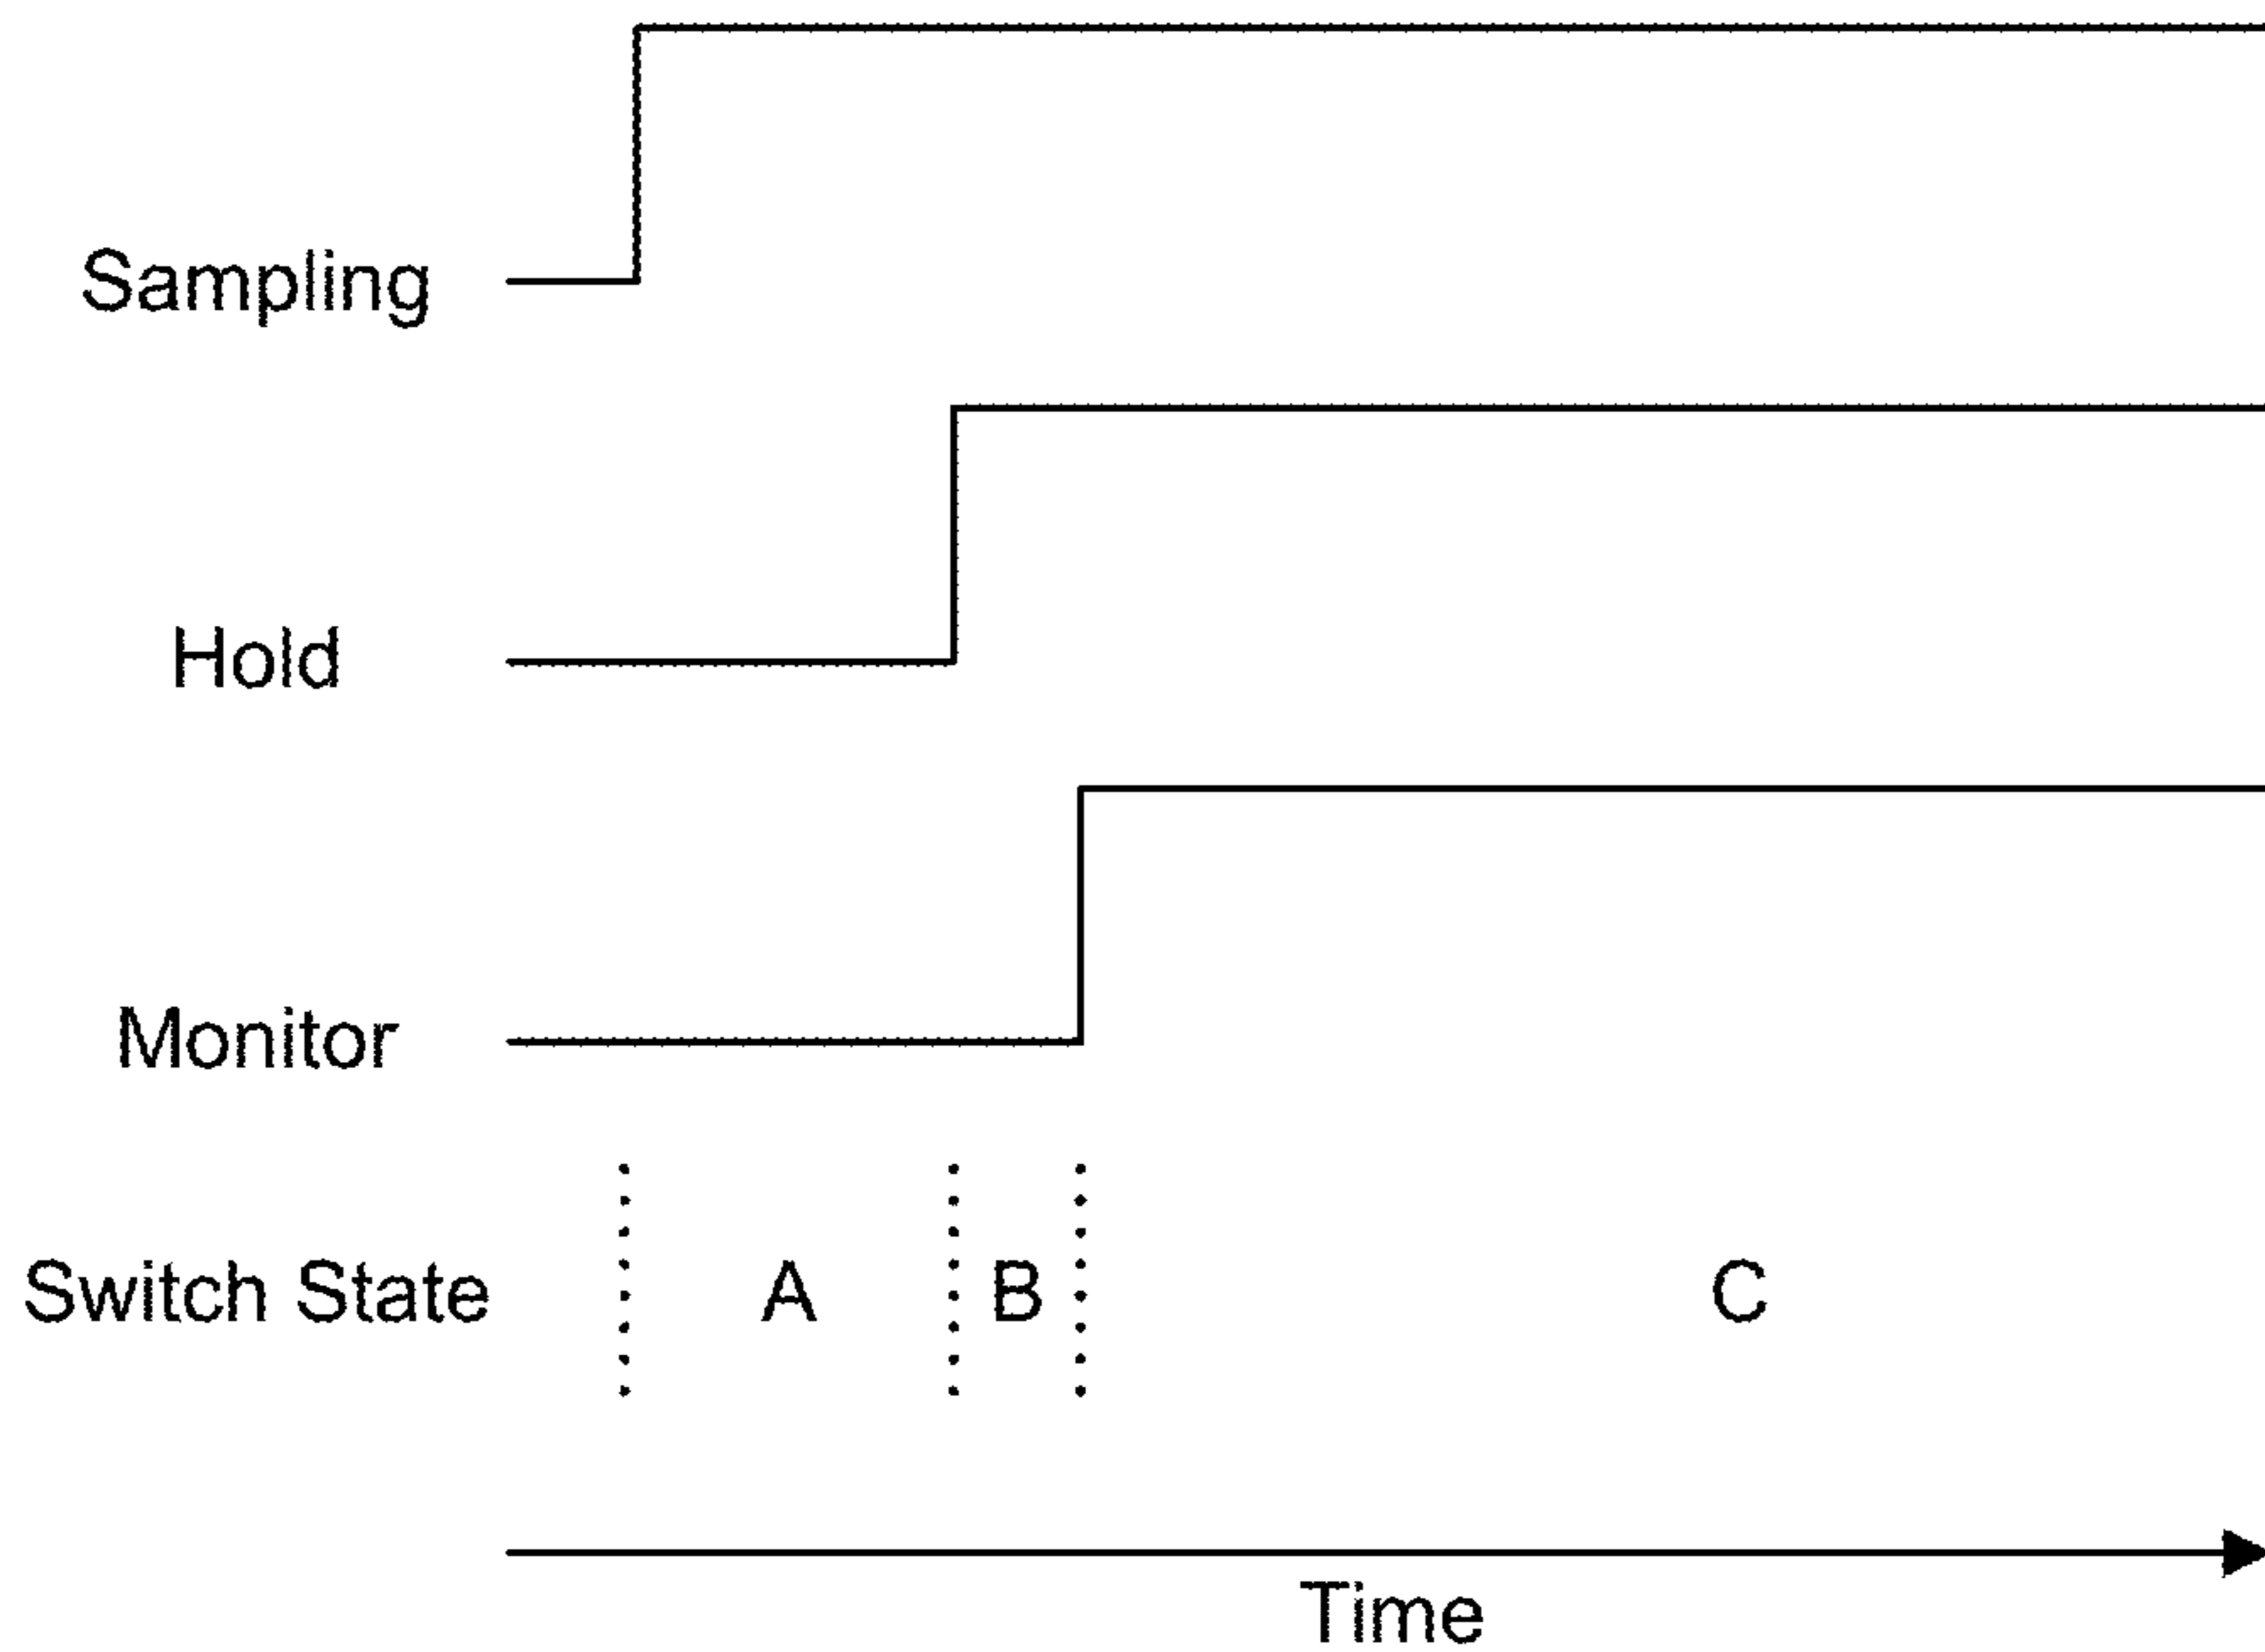 Sampling
Hold
Monitor
Switch State
A
B
C
Time